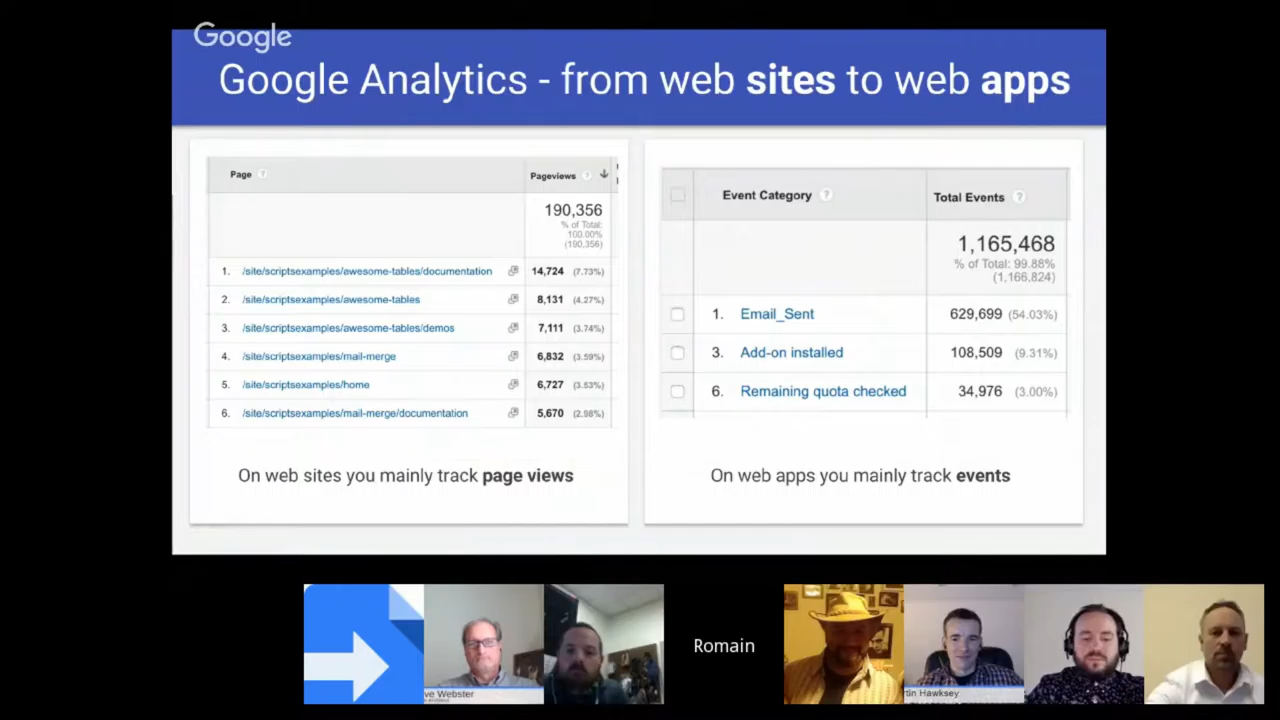 Google
Google Analytics - from web sites to web apps
Page ?
Pageviews ?
190,356
% of Total:
100.00%
(190,356)
1. /site/scriptsexamples/awesome-tables/documentation 14,724 (7.73%)
2. /site/scriptsexamples/awesome-tables 8,131 (4.27%)
3. /site/scriptsexamples/awesome-tables/demos 7,111 (3.74%)
4. /site/scriptsexamples/mail-merge 6,832 (3.59%)
5. /site/scriptsexamples/home 6,727 (3.53%)
6. /site/scriptsexamples/mail-merge/documentation 5,670 (2.98%)
On web sites you mainly track page views
Event Category ?
Total Events ?
1,165,468
% of Total: 99.88%
(1,166,824)
1. Email_Sent 629,699 (54.03%)
3. Add-on installed 108,509 (9.31%)
6. Remaining quota checked 34,976 (3.00%)
On web apps you mainly track events
ve Webster
Romain
tin Hawksey